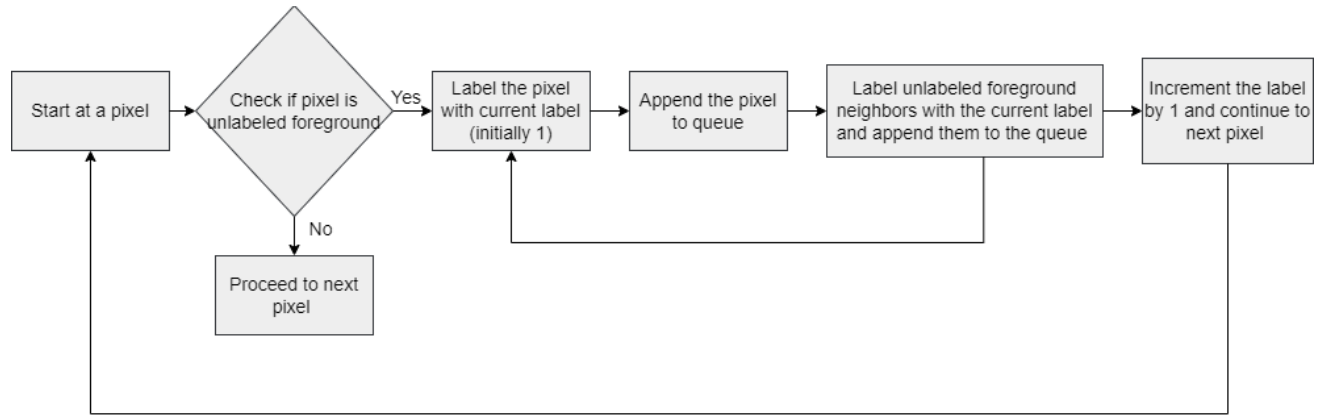 Start at a pixel
Check if pixel is
unlabeled foreground
Yes
Label the pixel
with current label
(initially 1)
Append the pixel
to queue
Label unlabeled foreground
neighbors with the current label
and append them to the queue
Increment the label
by 1 and continue to
next pixel
No
Proceed to next
pixel